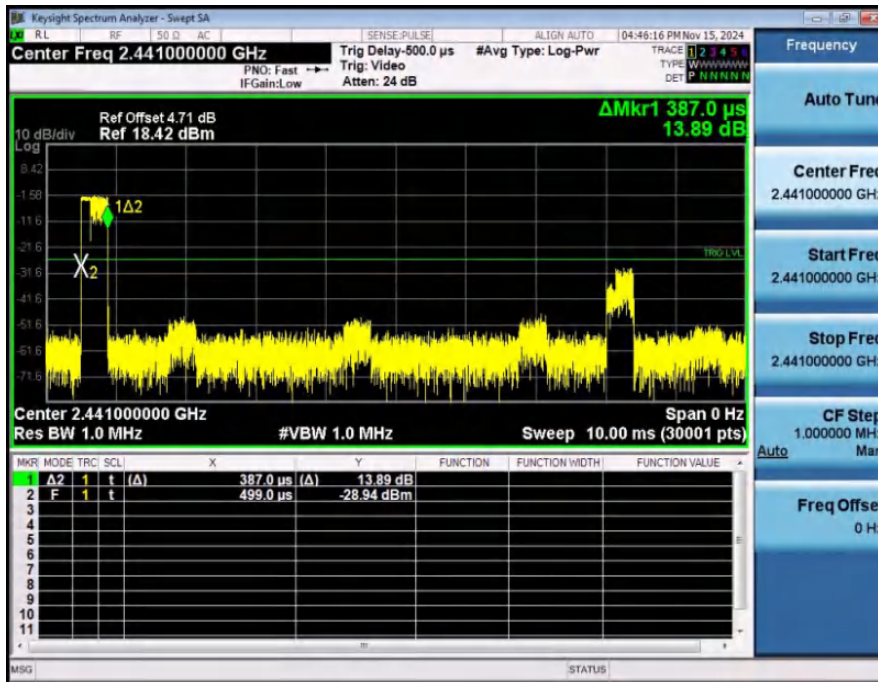 Keysight Spectrum Analyzer - Swept SA
RL RF 50 Ω AC SENSE:PULSE ALIGN AUTO 04:46:16 PM Nov 15, 2024
Center Freq 2.441000000 GHz
PNO: Fast
IFGain:Low
Trig Delay-500.0 µs
Trig: Video
Atten: 24 dB
#Avg Type: Log-Pwr
TRACE 1 2 3 4 5 6
TYPE WWWWWW
DET P N N N N N
Ref Offset 4.71 dB
Ref 18.42 dBm
10 dB/div
Log
ΔMkr1 387.0 µs
13.89 dB
8.42
-1.58
-11.6
-21.6
-31.6
-41.6
-51.6
-61.6
-71.6
1Δ2
X2
TRIG LVL
Center 2.441000000 GHz
Span 0 Hz
Res BW 1.0 MHz
#VBW 1.0 MHz
Sweep 10.00 ms (30001 pts)
MKR MODE TRC SCL X Y FUNCTION FUNCTION WIDTH FUNCTION VALUE
1 Δ2 1 t (Δ) 387.0 µs (Δ) 13.89 dB
2 F 1 t 499.0 µs -28.94 dBm
3
4
5
6
7
8
9
10
11
MSG
STATUS
Frequency
Auto Tune
Center Freq
2.441000000 GHz
Start Freq
2.441000000 GHz
Stop Freq
2.441000000 GHz
CF Step
1.000000 MHz
Auto Man
Freq Offset
0 Hz